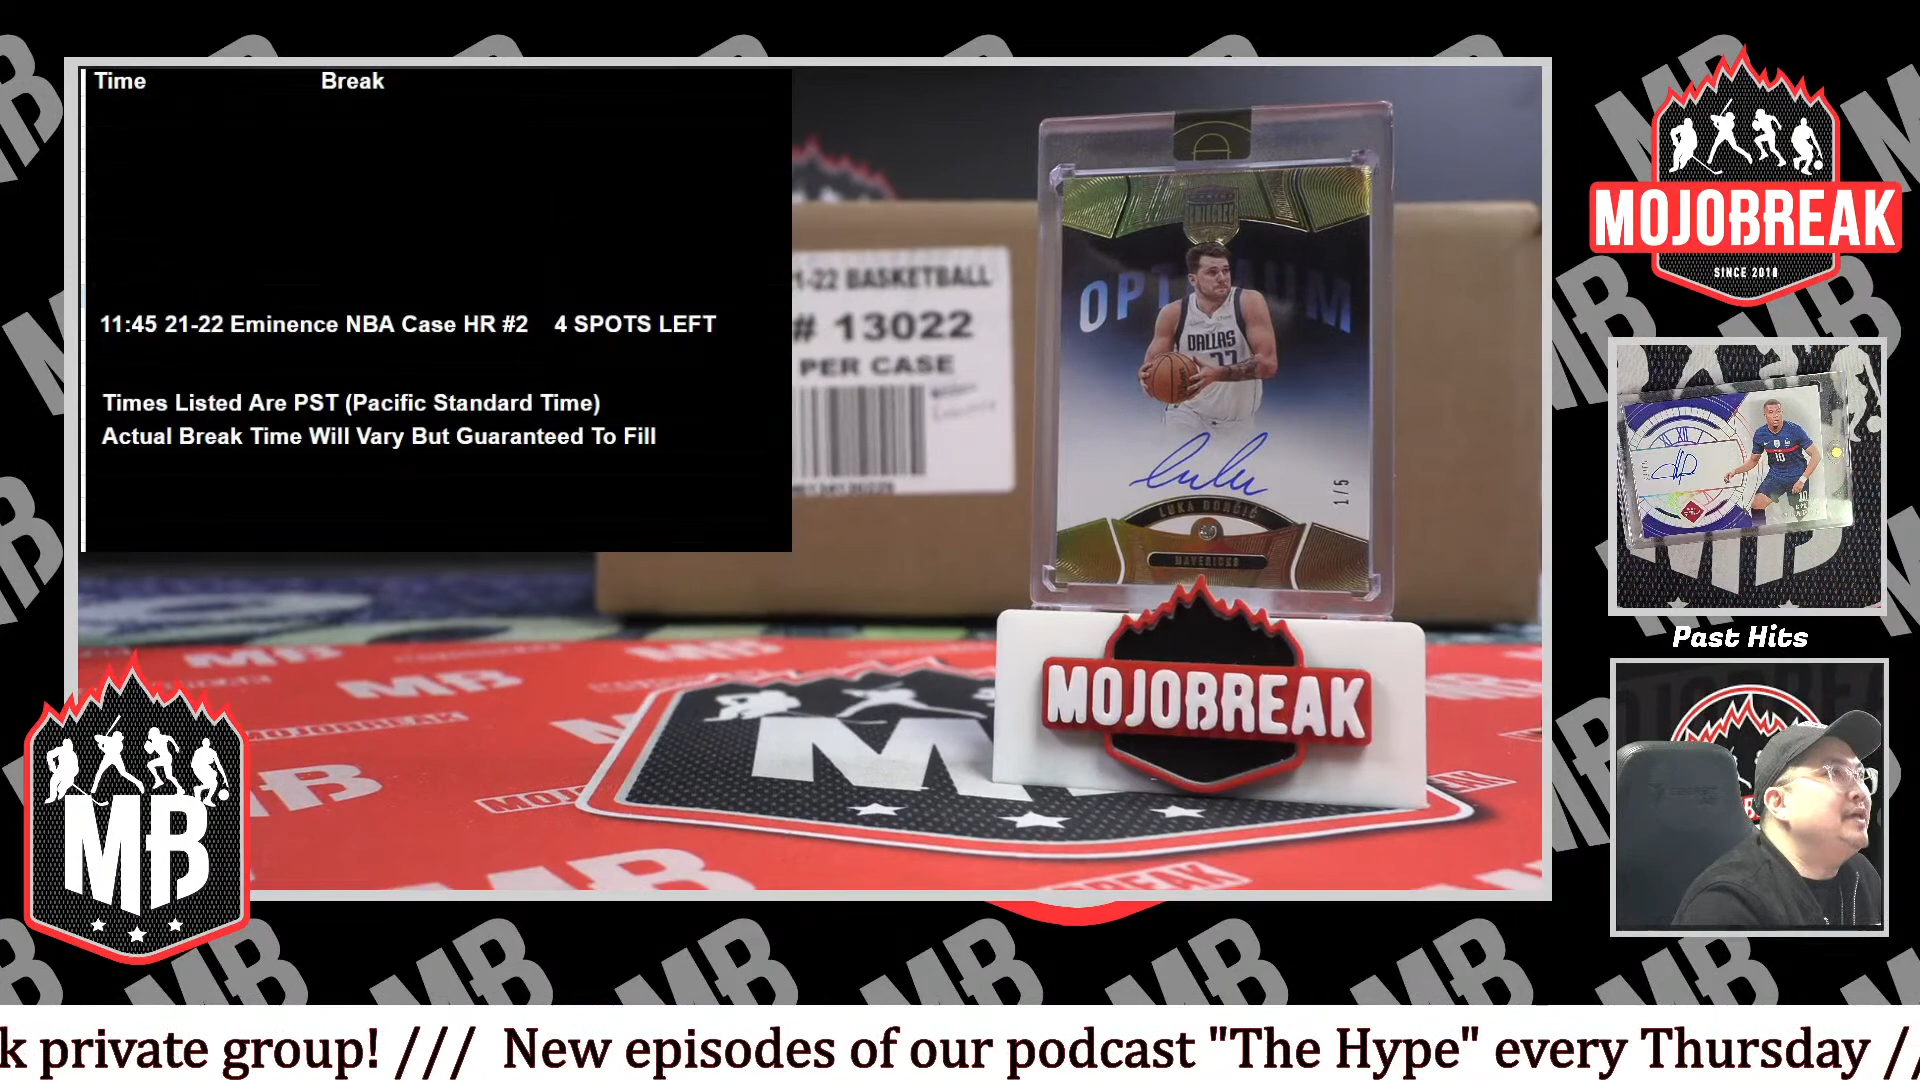 Time Break
11:45 21-22 Eminence NBA Case HR #2 4 SPOTS LEFT
Times Listed Are PST (Pacific Standard Time)
Actual Break Time Will Vary But Guaranteed To Fill
1-22 BASKETBALL
# 13022
PER CASE
DALLAS
LUKA DONČIĆ
1/5
MAVERICKS
MOJOBREAK
MB
MOJOBREAK
SINCE 2010
Past Hits
k private group! /// New episodes of our podcast "The Hype" every Thursday //